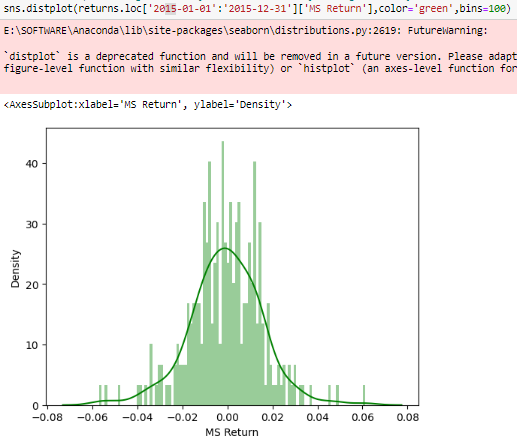 sns.distplot(returns.loc['2015-01-01':'2015-12-31']['MS Return'],color='green',bins=100)
E:\SOFTWARE\Anaconda\lib\site-packages\seaborn\distributions.py:2619: FutureWarning:
`distplot` is a deprecated function and will be removed in a future version. Please adapt
figure-level function with similar flexibility) or `histplot` (an axes-level function for
<AxesSubplot:xlabel='MS Return', ylabel='Density'>
40
30
Density
20
10
0
−0.08 −0.06 −0.04 −0.02 0.00 0.02 0.04 0.06 0.08
MS Return